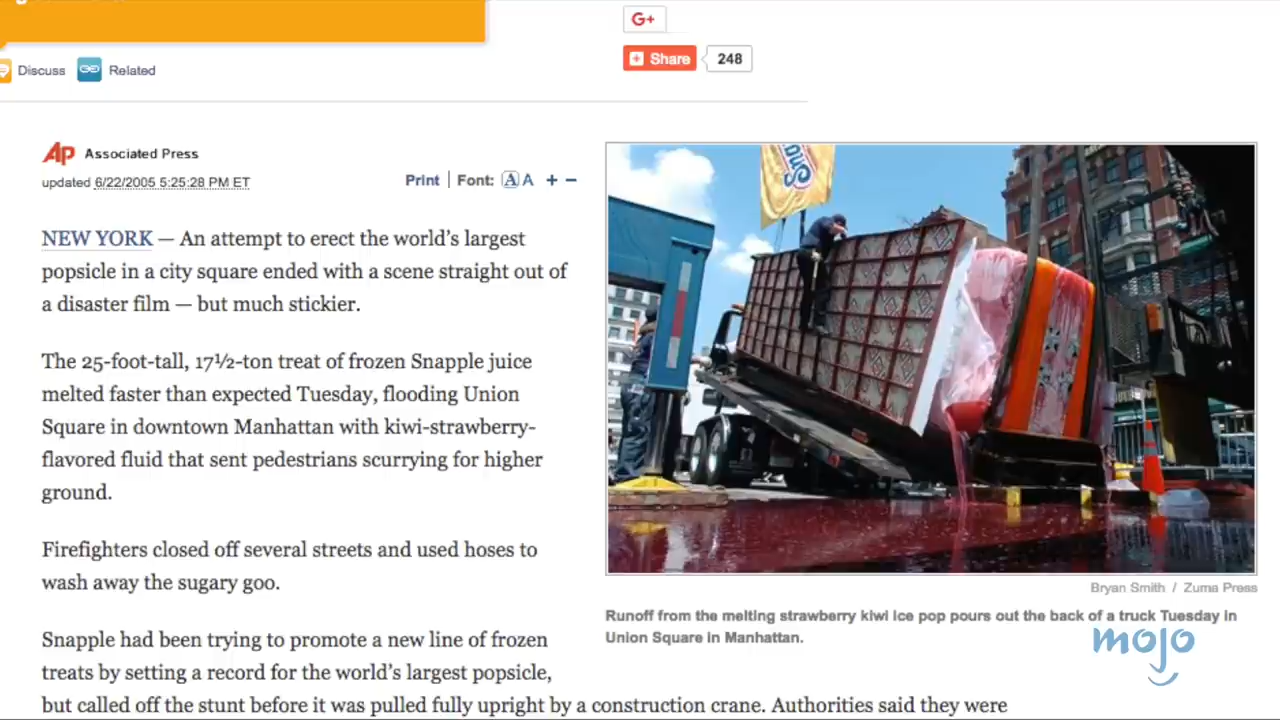 G+
Share 248
Discuss Related
AP Associated Press
updated 6/22/2005 5:25:28 PM ET
Print | Font: A A + −
NEW YORK — An attempt to erect the world’s largest
popsicle in a city square ended with a scene straight out of
a disaster film — but much stickier.
The 25-foot-tall, 17½-ton treat of frozen Snapple juice
melted faster than expected Tuesday, flooding Union
Square in downtown Manhattan with kiwi-strawberry-
flavored fluid that sent pedestrians scurrying for higher
ground.
Firefighters closed off several streets and used hoses to
wash away the sugary goo.
Snapple had been trying to promote a new line of frozen
treats by setting a record for the world’s largest popsicle,
but called off the stunt before it was pulled fully upright by a construction crane. Authorities said they were
Bryan Smith / Zuma Press
Runoff from the melting strawberry kiwi ice pop pours out the back of a truck Tuesday in
Union Square in Manhattan.
mojo